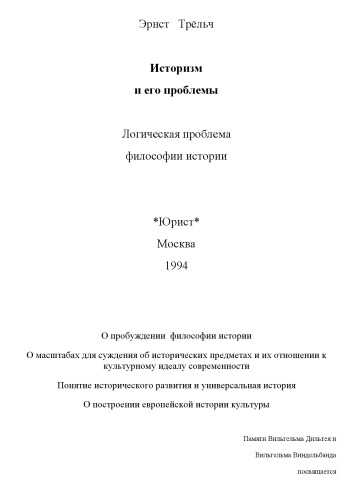 Эрнст Трёльч
Историзм
и его проблемы
Логическая проблема
философии истории
*Юрист*
Москва
1994
О пробуждении философии истории
О масштабах для суждения об исторических предметах и их отношении к
культурному идеалу современности
Понятие исторического развития и универсальная история
О построении европейской истории культуры
Памяти Вильгельма Дильтея и
Вильгельма Виндельбанда
посвящается